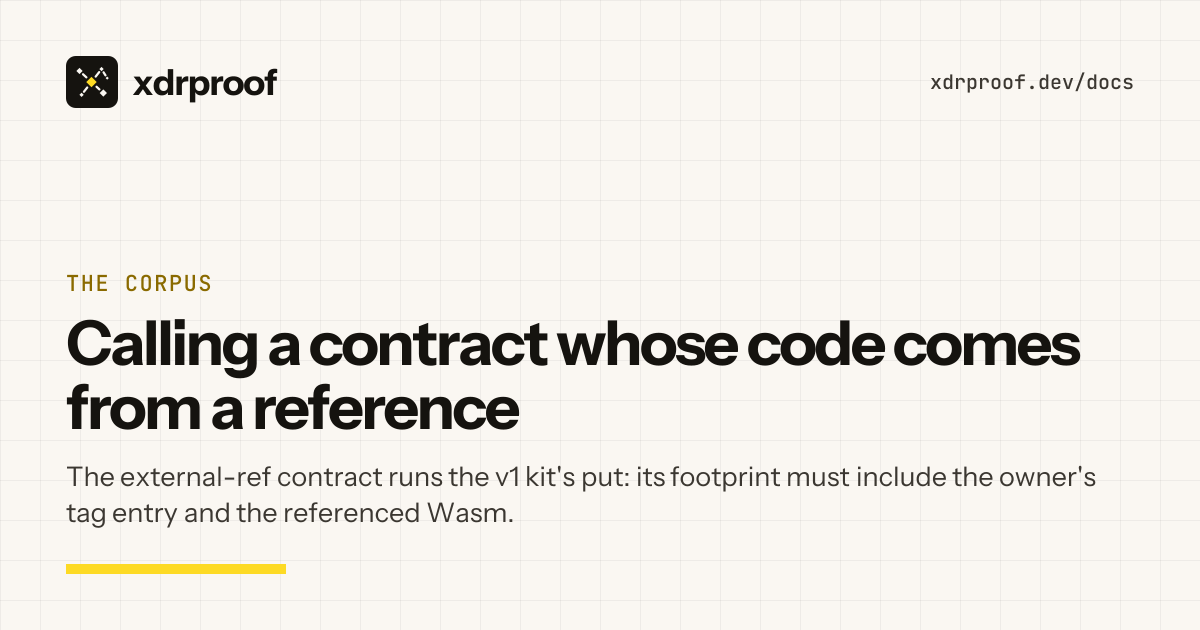 xdrproof
xdrproof.dev/docs
THE CORPUS
Calling a contract whose code comes
from a reference
The external-ref contract runs the v1 kit's put: its footprint must include the owner's
tag entry and the referenced Wasm.